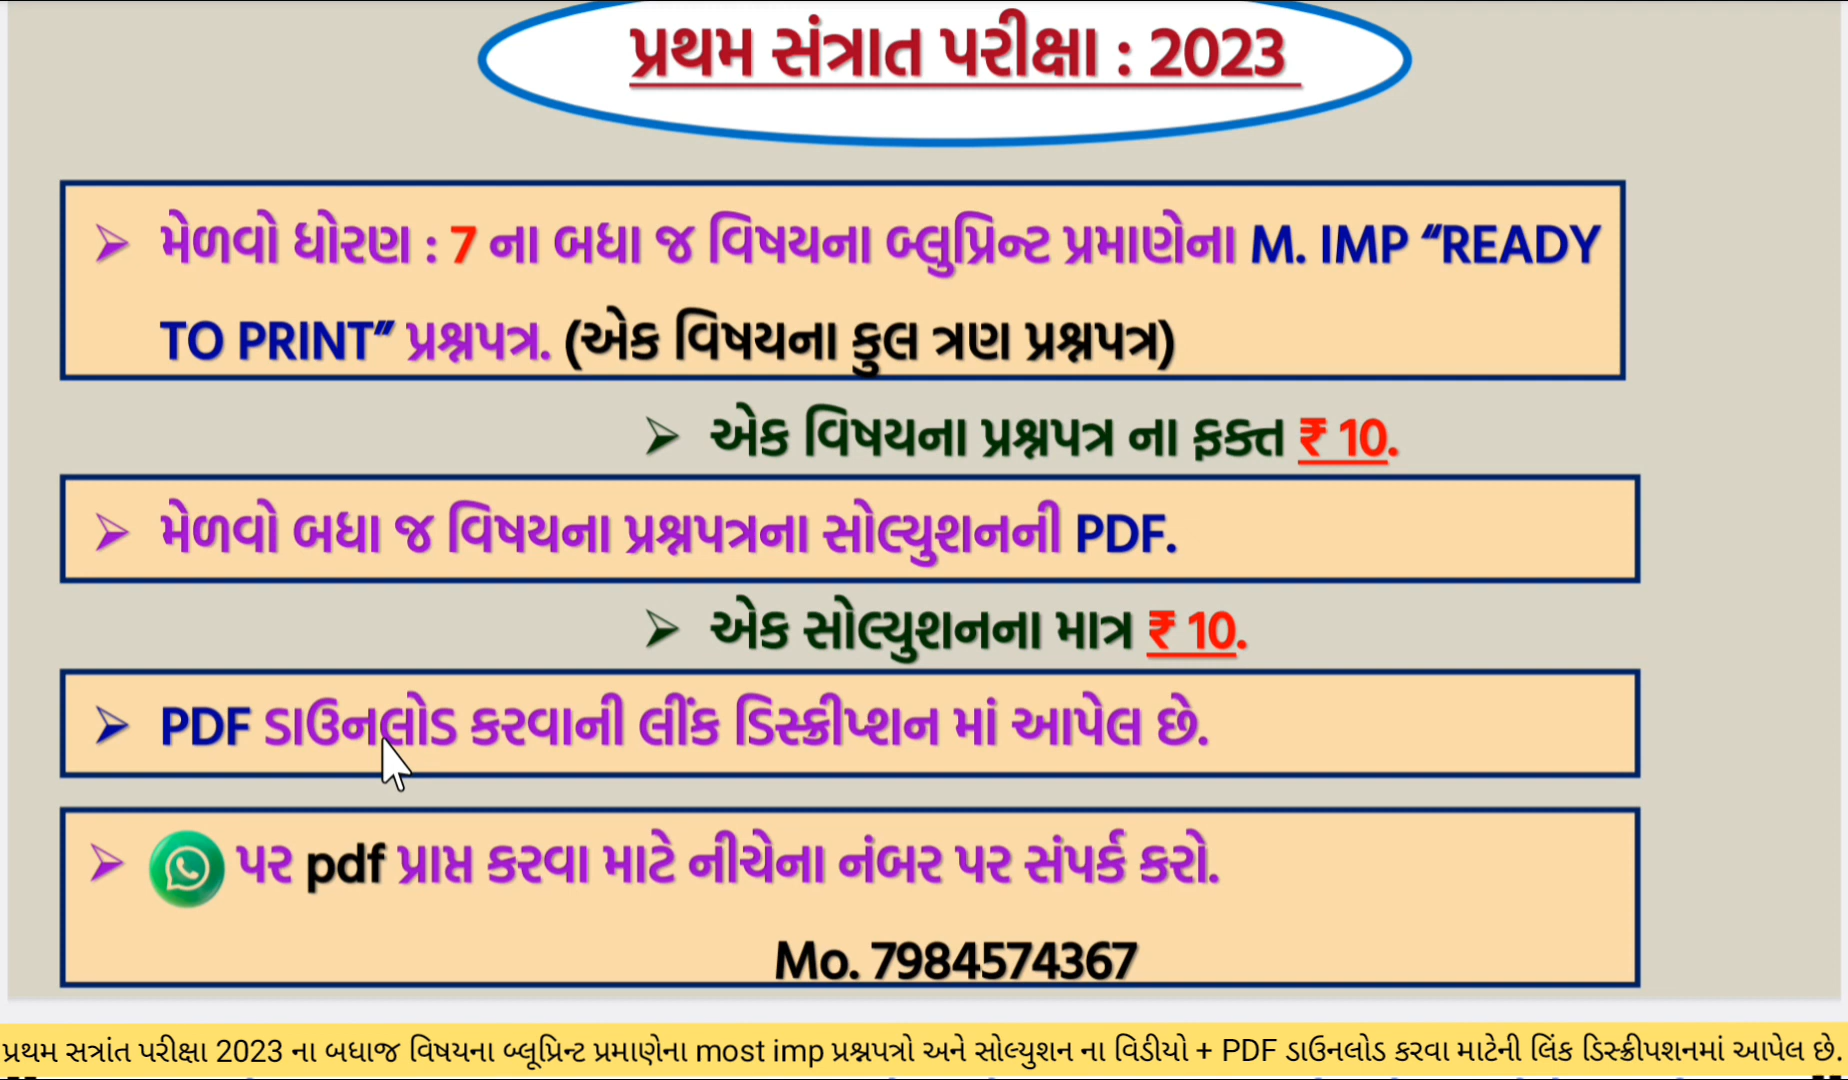 પ્રથમ સંત્રાત પરીક્ષા : 2023
➢ મેળવો ધોરણ : 7 ના બધા જ વિષયના બ્લુપ્રિન્ટ પ્રમાણેના M. IMP “READY
TO PRINT” પ્રશ્નપત્ર. (એક વિષયના કુલ ત્રણ પ્રશ્નપત્ર)
➢ એક વિષયના પ્રશ્નપત્ર ના ફક્ત ₹ 10.
➢ મેળવો બધા જ વિષયના પ્રશ્નપત્રના સોલ્યુશનની PDF.
➢ એક સોલ્યુશનના માત્ર ₹ 10.
➢ PDF ડાઉનલોડ કરવાની લીંક ડિસ્ક્રીપ્શન માં આપેલ છે.
➢ પર pdf પ્રાપ્ત કરવા માટે નીચેના નંબર પર સંપર્ક કરો.
Mo. 7984574367
પ્રથમ સત્રાંત પરીક્ષા 2023 ના બધાજ વિષયના બ્લૂપ્રિન્ટ પ્રમાણેના most imp પ્રશ્નપત્રો અને સોલ્યુશન ના વિડીયો + PDF ડાઉનલોડ કરવા માટેની લિંક ડિસ્ક્રીપશનમાં આપેલ છે.